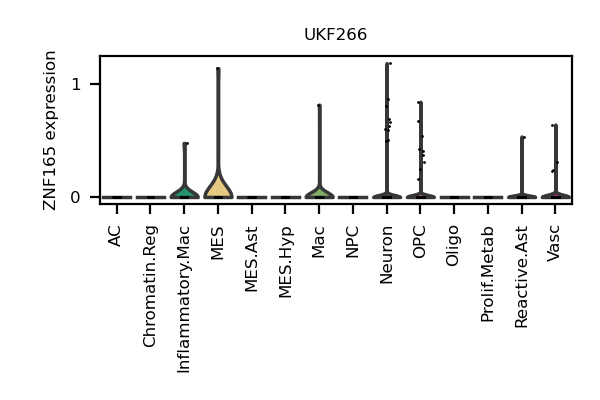 UKF266
ZNF165 expression
1
0
AC
Chromatin.Reg
Inflammatory.Mac
MES
MES.Ast
MES.Hyp
Mac
NPC
Neuron
OPC
Oligo
Prolif.Metab
Reactive.Ast
Vasc